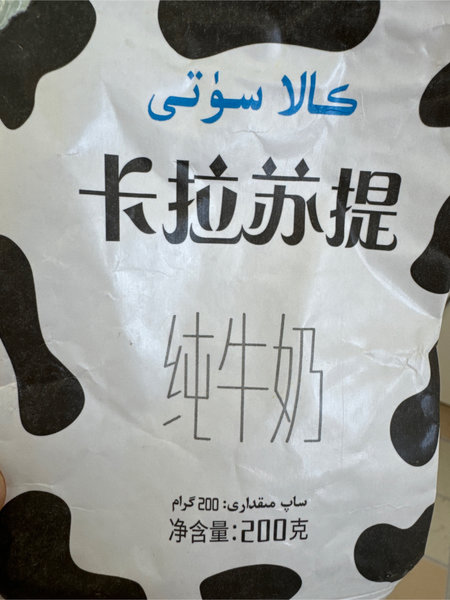 كالا سۈتى
卡拉苏提
纯牛奶
ساپ مىقدارى: 200 گرام
净含量:200克